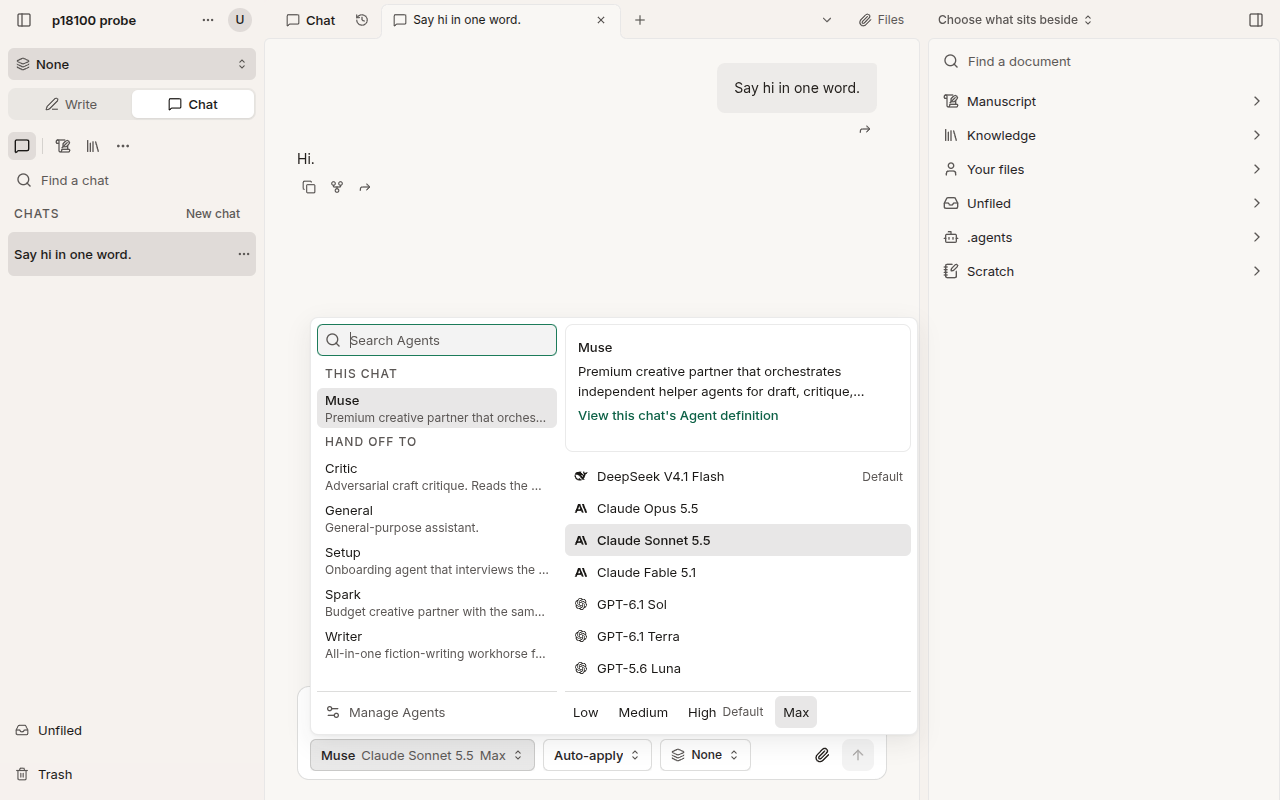 p18100 probe
U
None
Write
Chat
Find a chat
CHATS
New chat
Say hi in one word.
Unfiled
Trash
Chat
Say hi in one word.
Files
Say hi in one word.
Hi.
Search Agents
THIS CHAT
Muse
Premium creative partner that orches...
HAND OFF TO
Critic
Adversarial craft critique. Reads the ...
General
General-purpose assistant.
Setup
Onboarding agent that interviews the ...
Spark
Budget creative partner with the sam...
Writer
All-in-one fiction-writing workhorse f...
Manage Agents
Muse
Premium creative partner that orchestrates
independent helper agents for draft, critique,...
View this chat's Agent definition
DeepSeek V4.1 Flash Default
Claude Opus 5.5
Claude Sonnet 5.5
Claude Fable 5.1
GPT-6.1 Sol
GPT-6.1 Terra
GPT-5.6 Luna
Low Medium High Default Max
Muse Claude Sonnet 5.5 Max
Auto-apply
None
Choose what sits beside
Find a document
Manuscript
Knowledge
Your files
Unfiled
.agents
Scratch